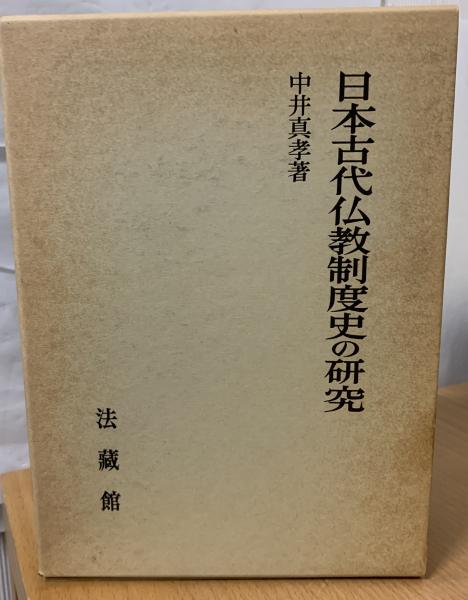 日本古代仏教制度史の研究
中井真孝著
法藏館